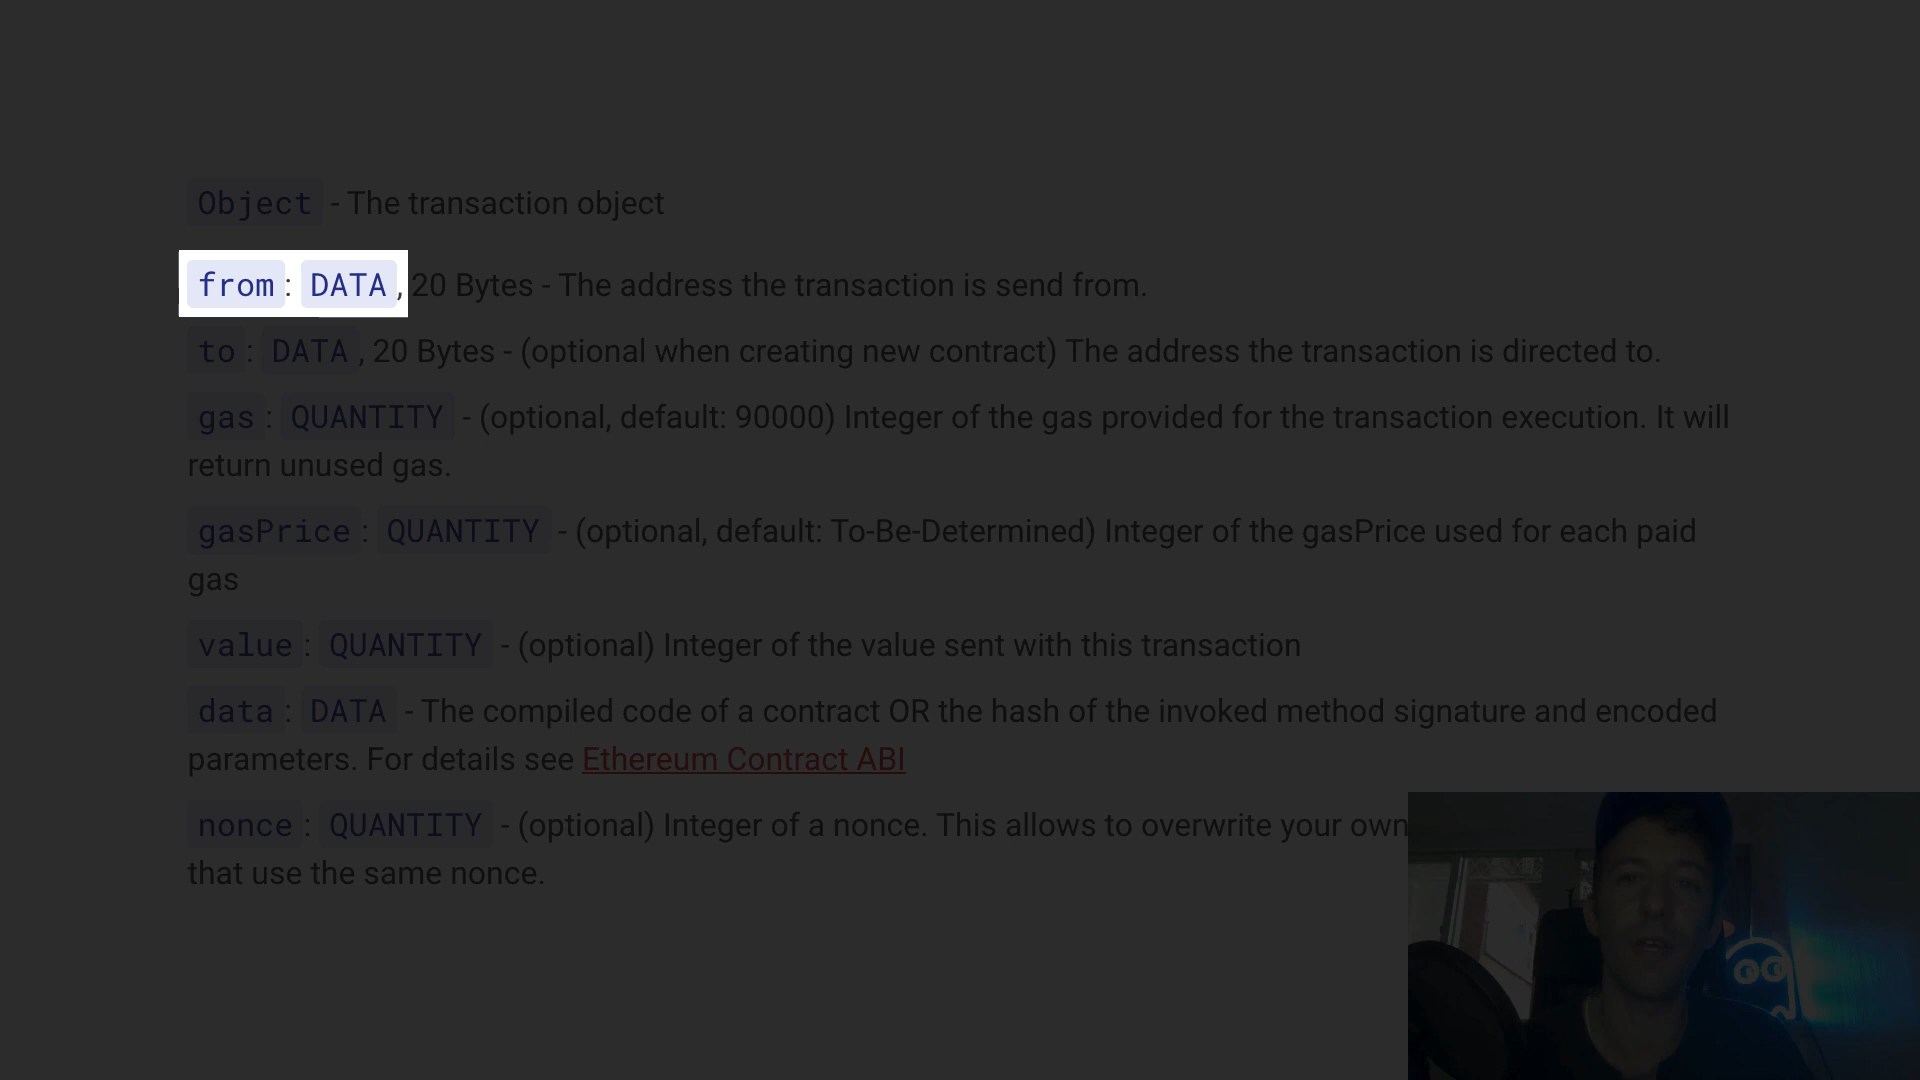 Object - The transaction object
from: DATA, 20 Bytes - The address the transaction is send from.
to: DATA, 20 Bytes - (optional when creating new contract) The address the transaction is directed to.
gas: QUANTITY - (optional, default: 90000) Integer of the gas provided for the transaction execution. It will
return unused gas.
gasPrice: QUANTITY - (optional, default: To-Be-Determined) Integer of the gasPrice used for each paid
gas
value: QUANTITY - (optional) Integer of the value sent with this transaction
data: DATA - The compiled code of a contract OR the hash of the invoked method signature and encoded
parameters. For details see Ethereum Contract ABI
nonce: QUANTITY - (optional) Integer of a nonce. This allows to overwrite your own
that use the same nonce.